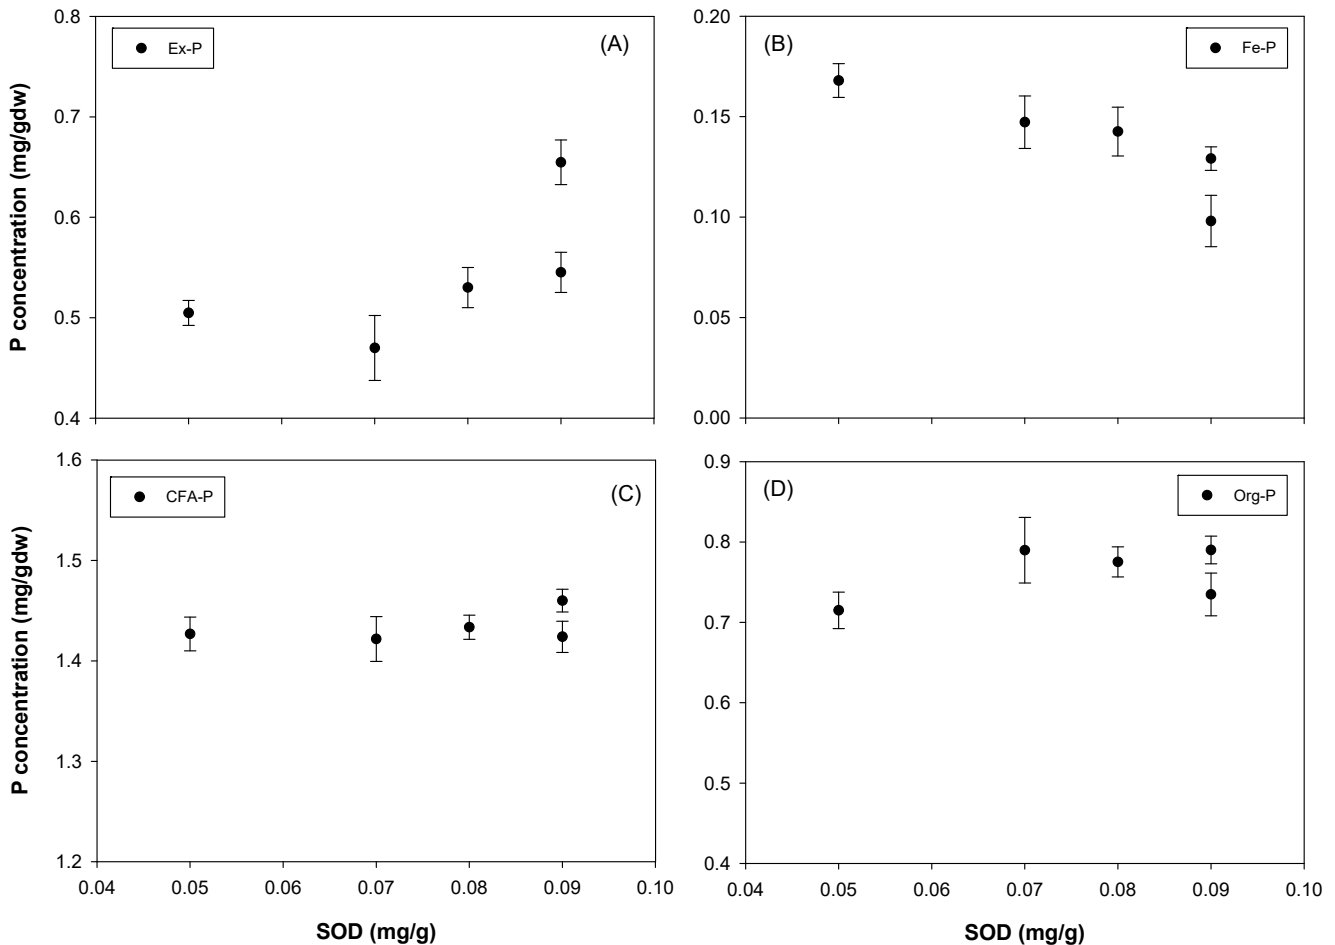 P concentration (mg/gdw)
0.8
0.7
0.6
0.5
0.4
Ex-P
(A)
0.20
0.15
0.10
0.05
0.00
(B)
Fe-P
P concentration (mg/gdw)
1.6
1.5
1.4
1.3
1.2
CFA-P
(C)
0.04 0.05 0.06 0.07 0.08 0.09 0.10
SOD (mg/g)
0.9
0.8
0.7
0.6
0.5
0.4
(D)
Org-P
0.04 0.05 0.06 0.07 0.08 0.09 0.10
SOD (mg/g)